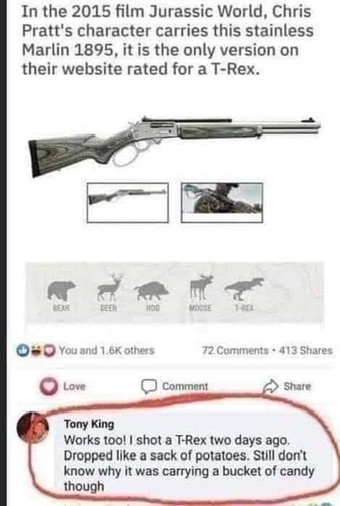 In the 2015 film Jurassic World, Chris
Pratt's character carries this stainless
Marlin 1895, it is the only version on
their website rated for a T-Rex.
BEAR DEER HOG MOOSE T-REX
You and 1.6K others 72 Comments • 413 Shares
Love Comment Share
Tony King
Works too! I shot a T-Rex two days ago.
Dropped like a sack of potatoes. Still don't
know why it was carrying a bucket of candy
though